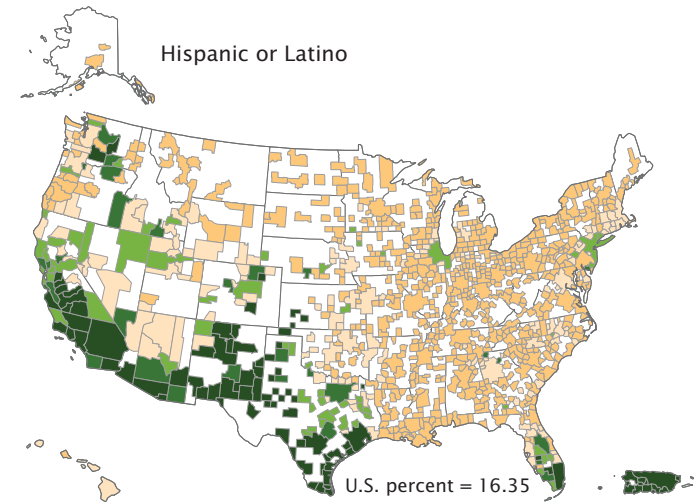 Hispanic or Latino
U.S. percent = 16.35